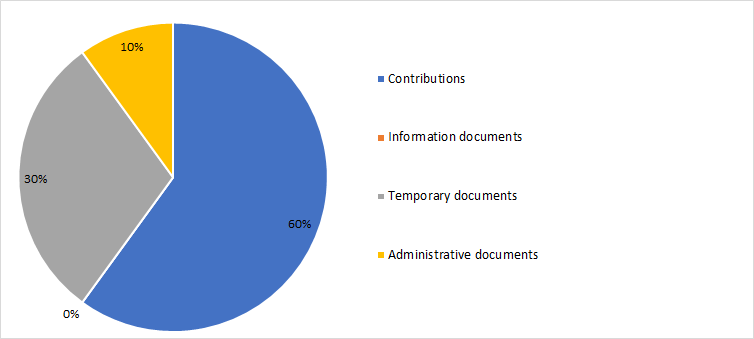 10%
30%
60%
0%
Contributions
Information documents
Temporary documents
Administrative documents